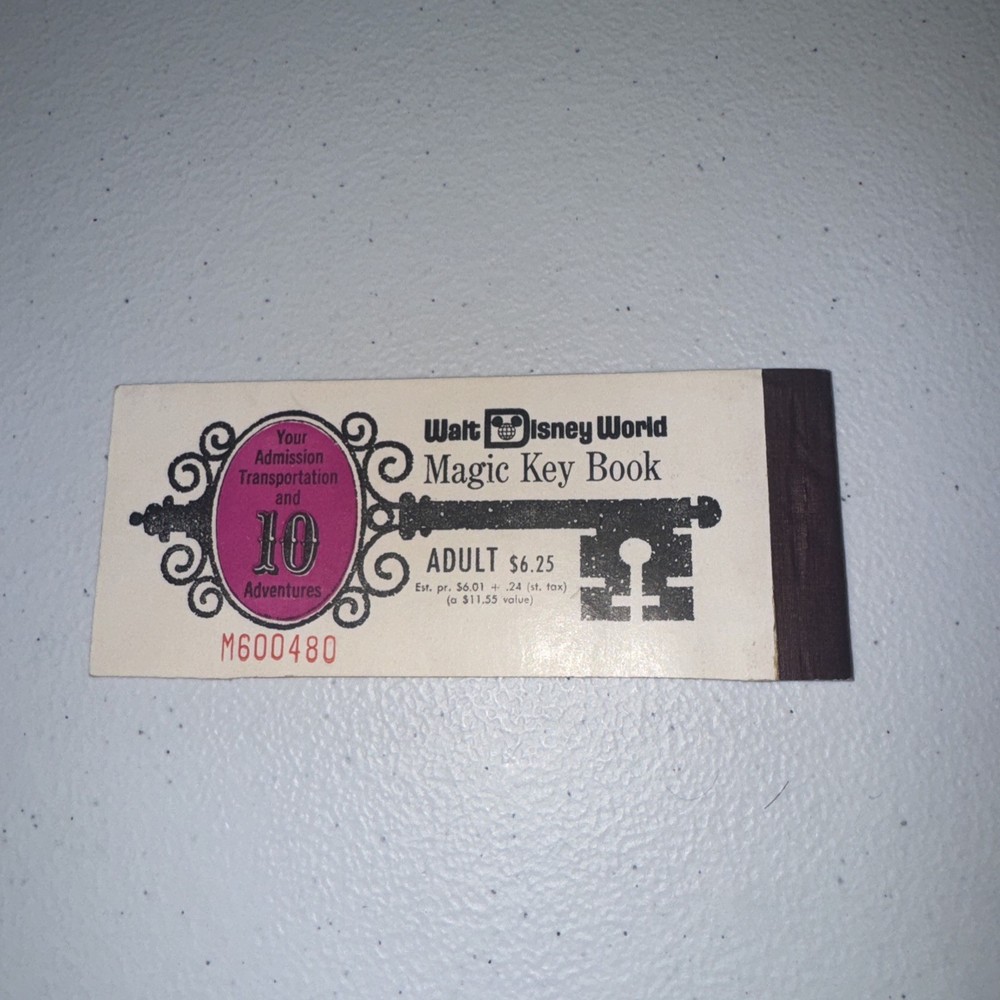 Your
Admission
Transportation
and
10
Adventures
M600480
Walt Disney World
Magic Key Book
ADULT $6.25
Est. pr. $6.01 + .24 (st. tax)
(a $11.55 value)